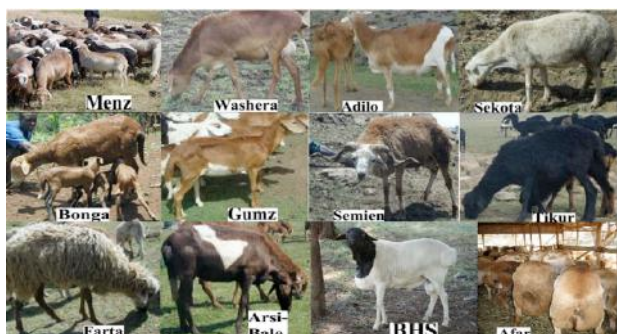 Menz
Washera
Adilo
Sekota
Bonga
Gumz
Semien
Tikur
Farta
Arsi-
Bale
BHS
Afar